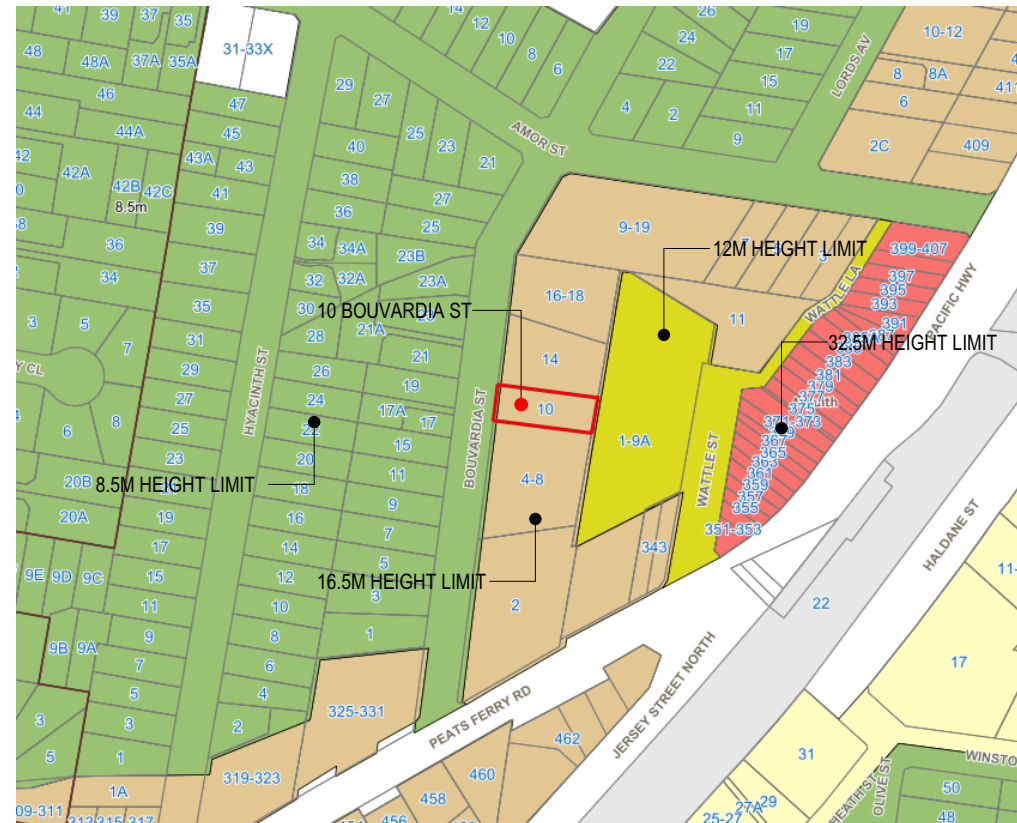 41
39
37
35
31-33X
14
12
10
8
6
26
24
22
19
17
15
11
9
4
2
LORDS AV
10-12
8
8A
6
2C
409
48
48A
37A
35A
46
47
44
44A
45
42
42A
42B
42C
43A
43
8.5m
41
39
36
37
34
35
3
5
7
31
29
27
25
23
8
6
20B
20A
19
17
15
11
9
7
5
3
1
9E
9D
9C
9B
9A
3
5
1A
HYACINTH ST
29
27
25
23
21
40
38
36
27
25
34
34A
23B
32
32A
23A
30
28
21A
21
26
19
24
17A
17
22
15
20
11
18
9
16
7
14
5
12
3
10
1
8
6
4
2
AMOR ST
BOUVARDIA ST
9-19
16-18
14
10
4-8
2
11
1-9A
343
WATTLE LA
WATTLE ST
399-407
397
395
393
391
383
381
379
377
375
371-373
367
365
363
361
359
357
355
351-353
PACIFIC HWY
12M HEIGHT LIMIT
10 BOUVARDIA ST
32.5M HEIGHT LIMIT
8.5M HEIGHT LIMIT
16.5M HEIGHT LIMIT
HALDANE ST
22
17
31
29
27A
25-27
WINSTO
OLIVE ST
HEATH ST
50
48
JERSEY STREET NORTH
PEATS FERRY RD
325-331
319-323
462
460
458
456